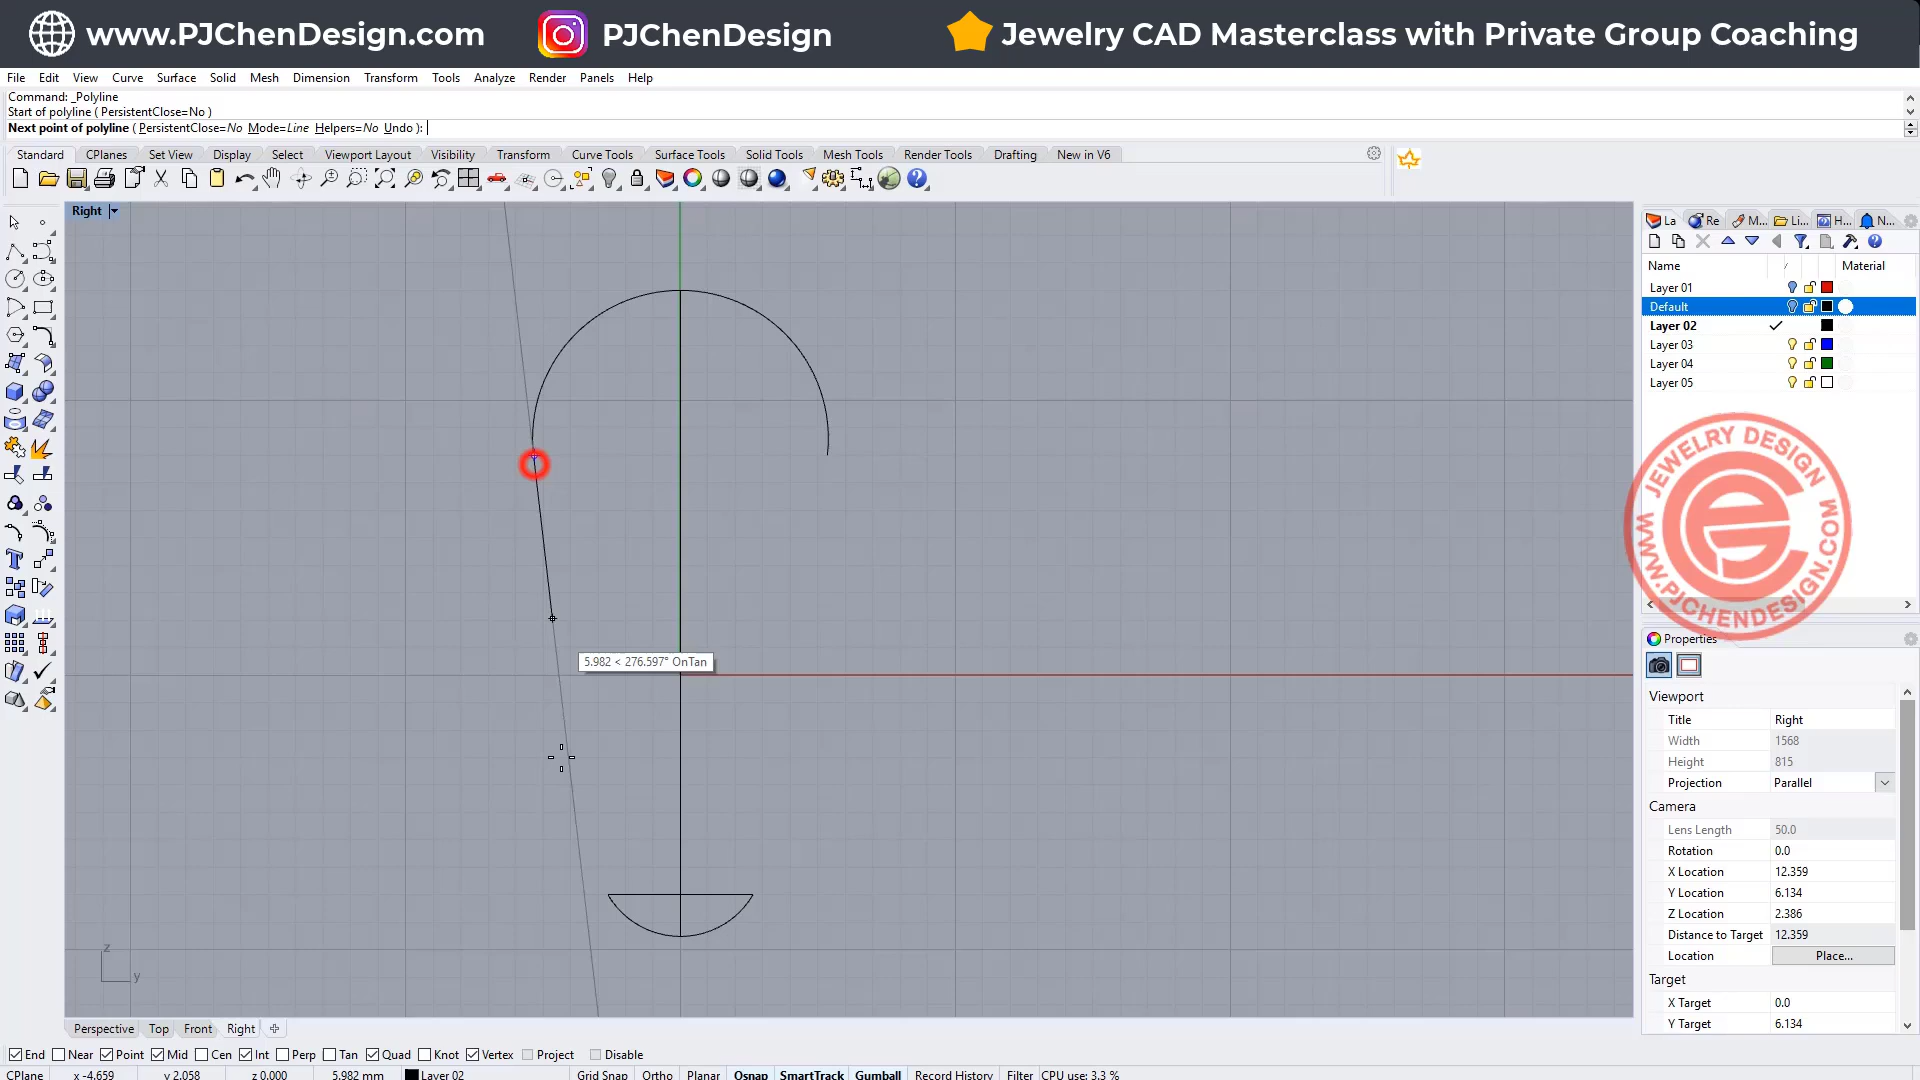 www.PJChenDesign.com PJChenDesign Jewelry CAD Masterclass with Private Group Coaching
File Edit View Curve Surface Solid Mesh Dimension Transform Tools Analyze Render Panels Help
Command: _Polyline
Start of polyline ( PersistentClose=No )
Next point of polyline ( PersistentClose=No Mode=Line Helpers=No Undo ):
Standard CPlanes Set View Display Select Viewport Layout Visibility Transform Curve Tools Surface Tools Solid Tools Mesh Tools Render Tools Drafting New in V6
Right
La Re M... Li... H... N...
Name Material
Layer 01
Default
Layer 02
Layer 03
Layer 04
Layer 05
JEWELRY DESIGN
WWW.PJCHENDESIGN.COM
5.982 < 276.597° OnTan
z
y
Properties
Viewport
Title Right
Width 1568
Height 815
Projection Parallel
Camera
Lens Length 50.0
Rotation 0.0
X Location 12.359
Y Location 6.134
Z Location 2.386
Distance to Target 12.359
Location Place...
Target
X Target 0.0
Y Target 6.134
Perspective Top Front Right
End Near Point Mid Cen Int Perp Tan Quad Knot Vertex Project Disable
CPlane x -4.659 y 2.058 z 0.000 5.982 mm Layer 02 Grid Snap Ortho Planar Osnap SmartTrack Gumball Record History Filter CPU use: 3.3 %